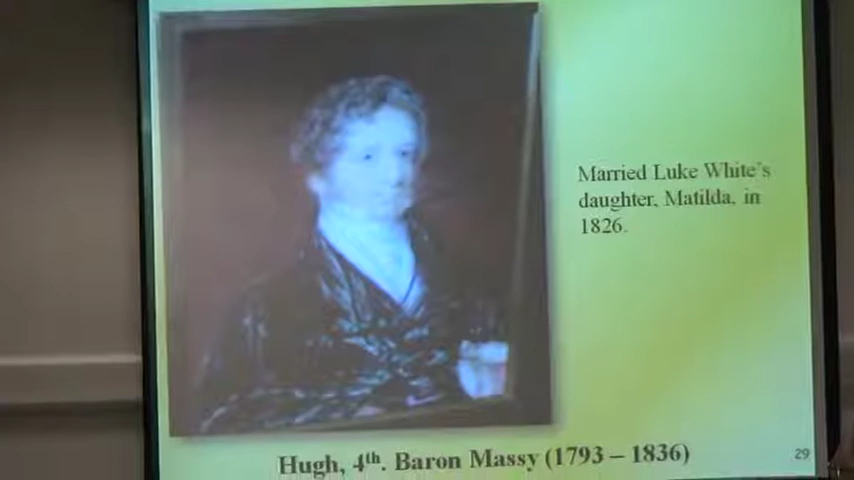 Married Luke White's
daughter, Matilda, in
1826.
Hugh, 4th. Baron Massy (1793 – 1836)
29